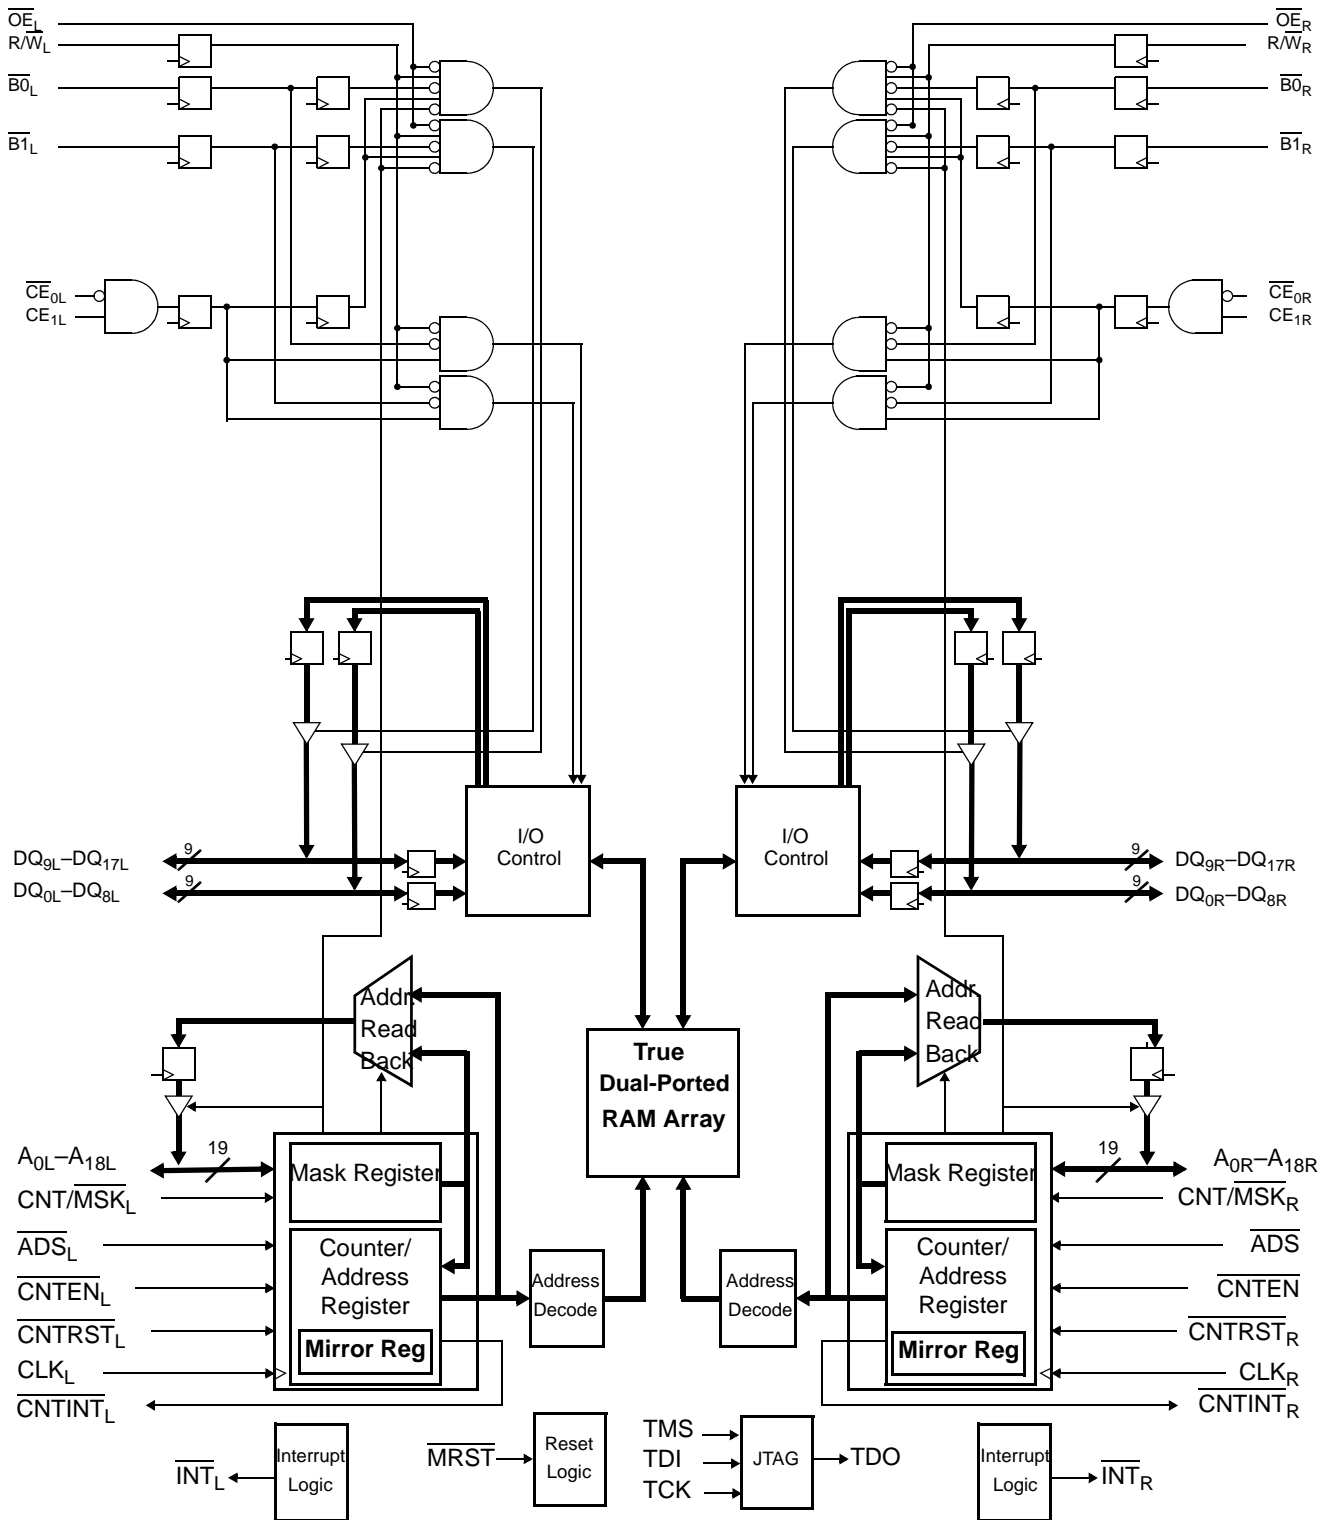 OE_L
OE_R
R/W_L
R/W_R
B0_L
B0_R
B1_L
B1_R
CE_0L
CE_0R
CE_1L
CE_1R
I/O
Control
I/O
Control
DQ_9L–DQ_17L
9
9
DQ_9R–DQ_17R
DQ_0L–DQ_8L
9
9
DQ_0R–DQ_8R
Addr.
Read
Back
True
Dual-Ported
RAM Array
Addr.
Read
Back
A_0L–A_18L
19
Mask Register
Mask Register
19
A_0R–A_18R
CNT/MSK_L
CNT/MSK_R
ADS_L
Counter/
Address
Register
Counter/
Address
Register
ADS
CNTEN_L
Address
Decode
Address
Decode
CNTEN
CNTRST_L
Mirror Reg
Mirror Reg
CNTRST_R
CLK_L
CLK_R
CNTINT_L
CNTINT_R
INT_L
Interrupt
Logic
MRST
Reset
Logic
TMS
TDI
TCK
JTAG
TDO
Interrupt
Logic
INT_R